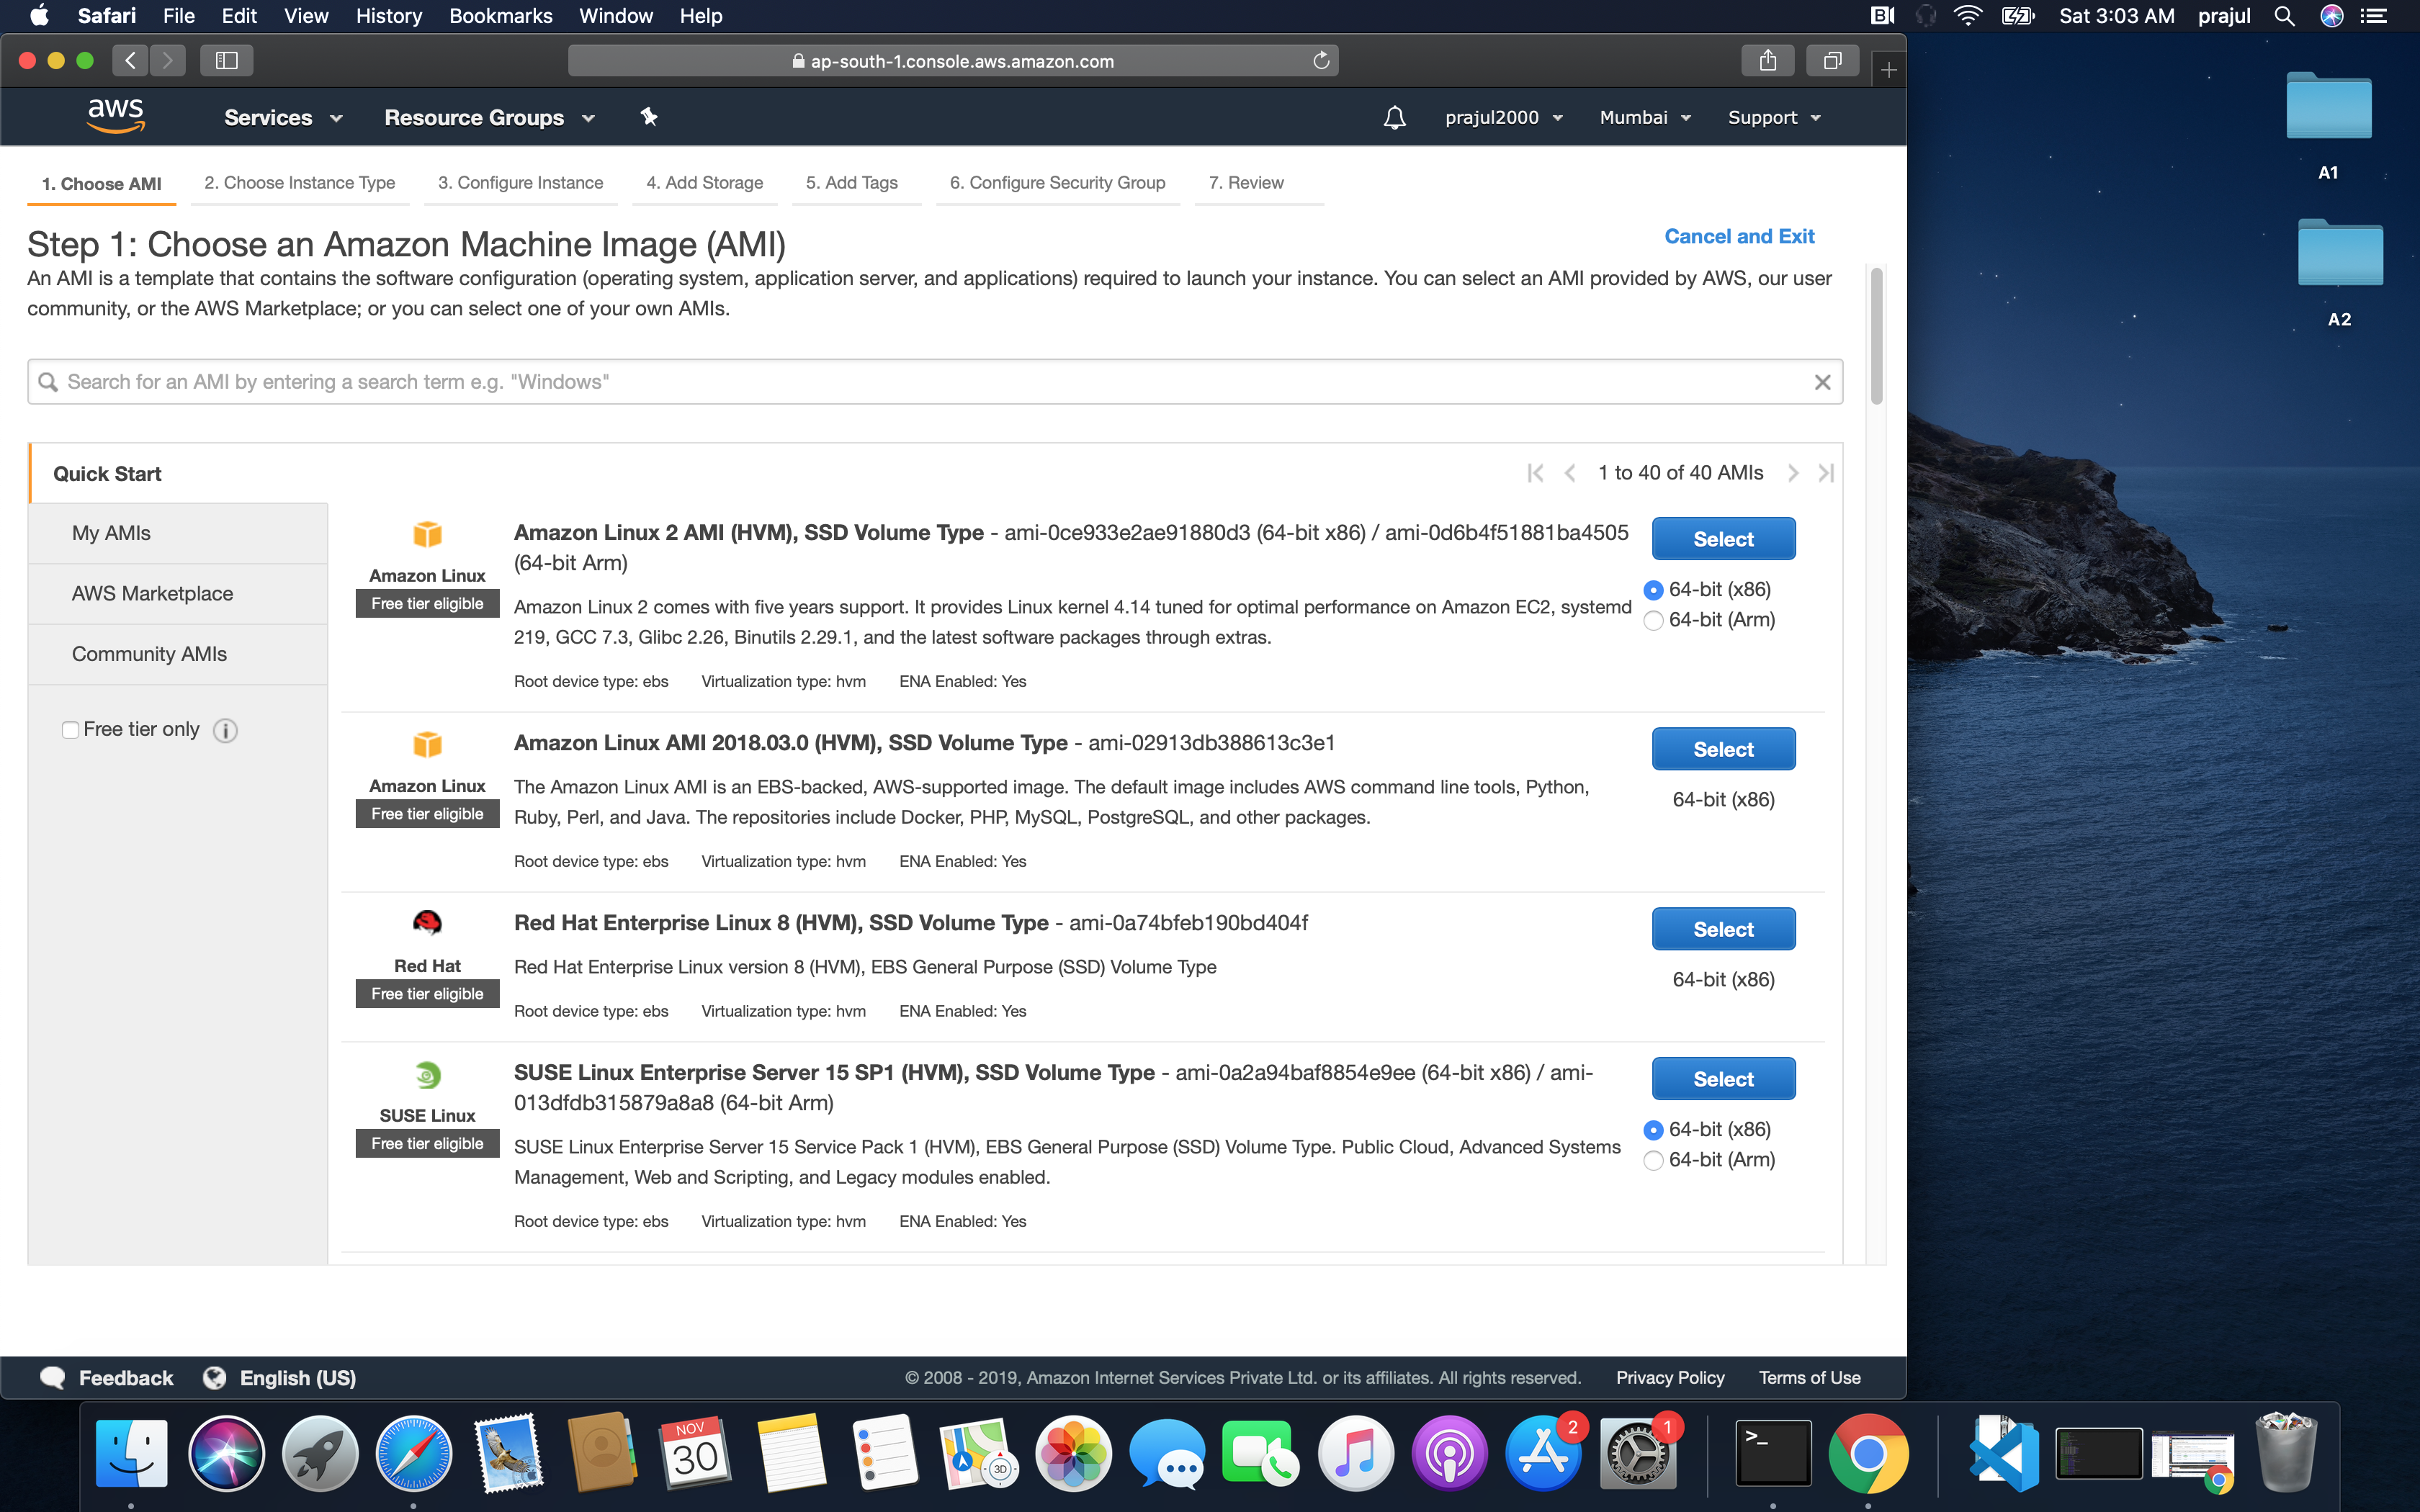 Safari File Edit View History Bookmarks Window Help
Sat 3:03 AM prajul
ap-south-1.console.aws.amazon.com
aws Services Resource Groups prajul2000 Mumbai Support
1. Choose AMI 2. Choose Instance Type 3. Configure Instance 4. Add Storage 5. Add Tags 6. Configure Security Group 7. Review
Step 1: Choose an Amazon Machine Image (AMI)
Cancel and Exit
An AMI is a template that contains the software configuration (operating system, application server, and applications) required to launch your instance. You can select an AMI provided by AWS, our user
community, or the AWS Marketplace; or you can select one of your own AMIs.
Search for an AMI by entering a search term e.g. "Windows"
Quick Start
My AMIs
AWS Marketplace
Community AMIs
Free tier only
1 to 40 of 40 AMIs
Amazon Linux
Free tier eligible
Amazon Linux 2 AMI (HVM), SSD Volume Type - ami-0ce933e2ae91880d3 (64-bit x86) / ami-0d6b4f51881ba4505
(64-bit Arm)
Amazon Linux 2 comes with five years support. It provides Linux kernel 4.14 tuned for optimal performance on Amazon EC2, systemd
219, GCC 7.3, Glibc 2.26, Binutils 2.29.1, and the latest software packages through extras.
Root device type: ebs Virtualization type: hvm ENA Enabled: Yes
Select
64-bit (x86)
64-bit (Arm)
Amazon Linux
Free tier eligible
Amazon Linux AMI 2018.03.0 (HVM), SSD Volume Type - ami-02913db388613c3e1
The Amazon Linux AMI is an EBS-backed, AWS-supported image. The default image includes AWS command line tools, Python,
Ruby, Perl, and Java. The repositories include Docker, PHP, MySQL, PostgreSQL, and other packages.
Root device type: ebs Virtualization type: hvm ENA Enabled: Yes
Select
64-bit (x86)
Red Hat
Free tier eligible
Red Hat Enterprise Linux 8 (HVM), SSD Volume Type - ami-0a74bfeb190bd404f
Red Hat Enterprise Linux version 8 (HVM), EBS General Purpose (SSD) Volume Type
Root device type: ebs Virtualization type: hvm ENA Enabled: Yes
Select
64-bit (x86)
SUSE Linux
Free tier eligible
SUSE Linux Enterprise Server 15 SP1 (HVM), SSD Volume Type - ami-0a2a94baf8854e9ee (64-bit x86) / ami-
013dfdb315879a8a8 (64-bit Arm)
SUSE Linux Enterprise Server 15 Service Pack 1 (HVM), EBS General Purpose (SSD) Volume Type. Public Cloud, Advanced Systems
Management, Web and Scripting, and Legacy modules enabled.
Root device type: ebs Virtualization type: hvm ENA Enabled: Yes
Select
64-bit (x86)
64-bit (Arm)
Feedback English (US)
© 2008 - 2019, Amazon Internet Services Private Ltd. or its affiliates. All rights reserved. Privacy Policy Terms of Use
A1
A2
NOV
30
3D
2
1
>_